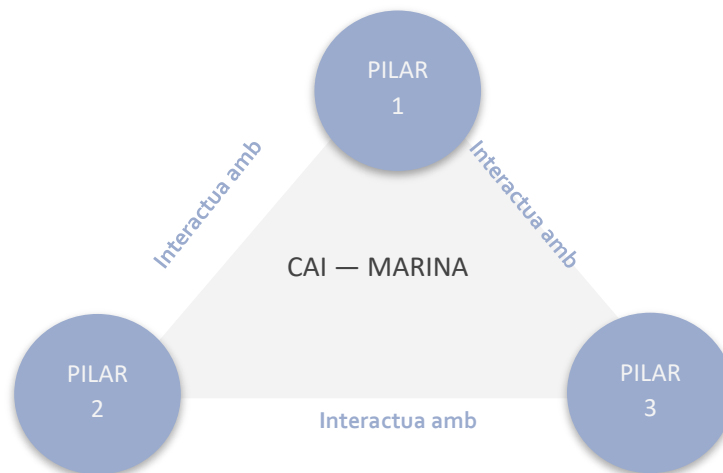 PILAR
1
Interactua amb
Interactua amb
CAI — MARINA
PILAR
2
Interactua amb
PILAR
3